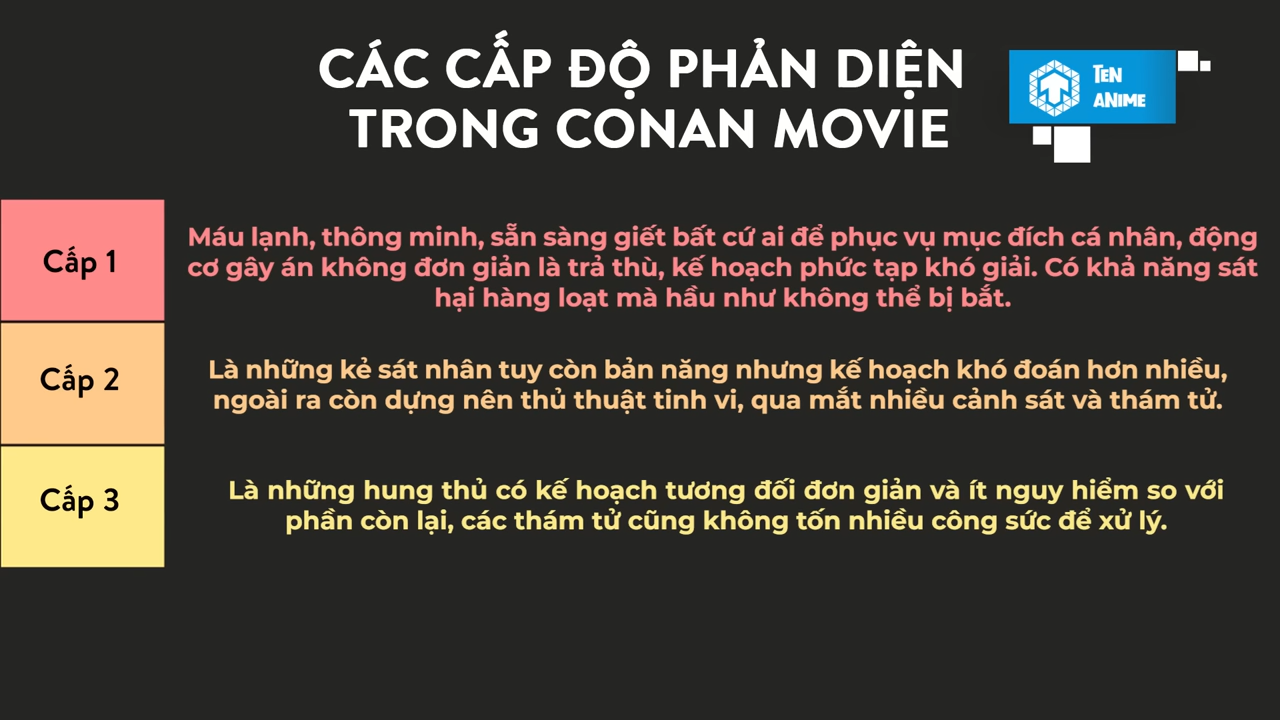 CÁC CẤP ĐỘ PHẢN DIỆN
TRONG CONAN MOVIE
TEN
ANIME
Cấp 1
Máu lạnh, thông minh, sẵn sàng giết bất cứ ai để phục vụ mục đích cá nhân, động
cơ gây án không đơn giản là trả thù, kế hoạch phức tạp khó giải. Có khả năng sát
hại hàng loạt mà hầu như không thể bị bắt.
Cấp 2
Là những kẻ sát nhân tuy còn bản năng nhưng kế hoạch khó đoán hơn nhiều,
ngoài ra còn dựng nên thủ thuật tinh vi, qua mắt nhiều cảnh sát và thám tử.
Cấp 3
Là những hung thủ có kế hoạch tương đối đơn giản và ít nguy hiểm so với
phần còn lại, các thám tử cũng không tốn nhiều công sức để xử lý.